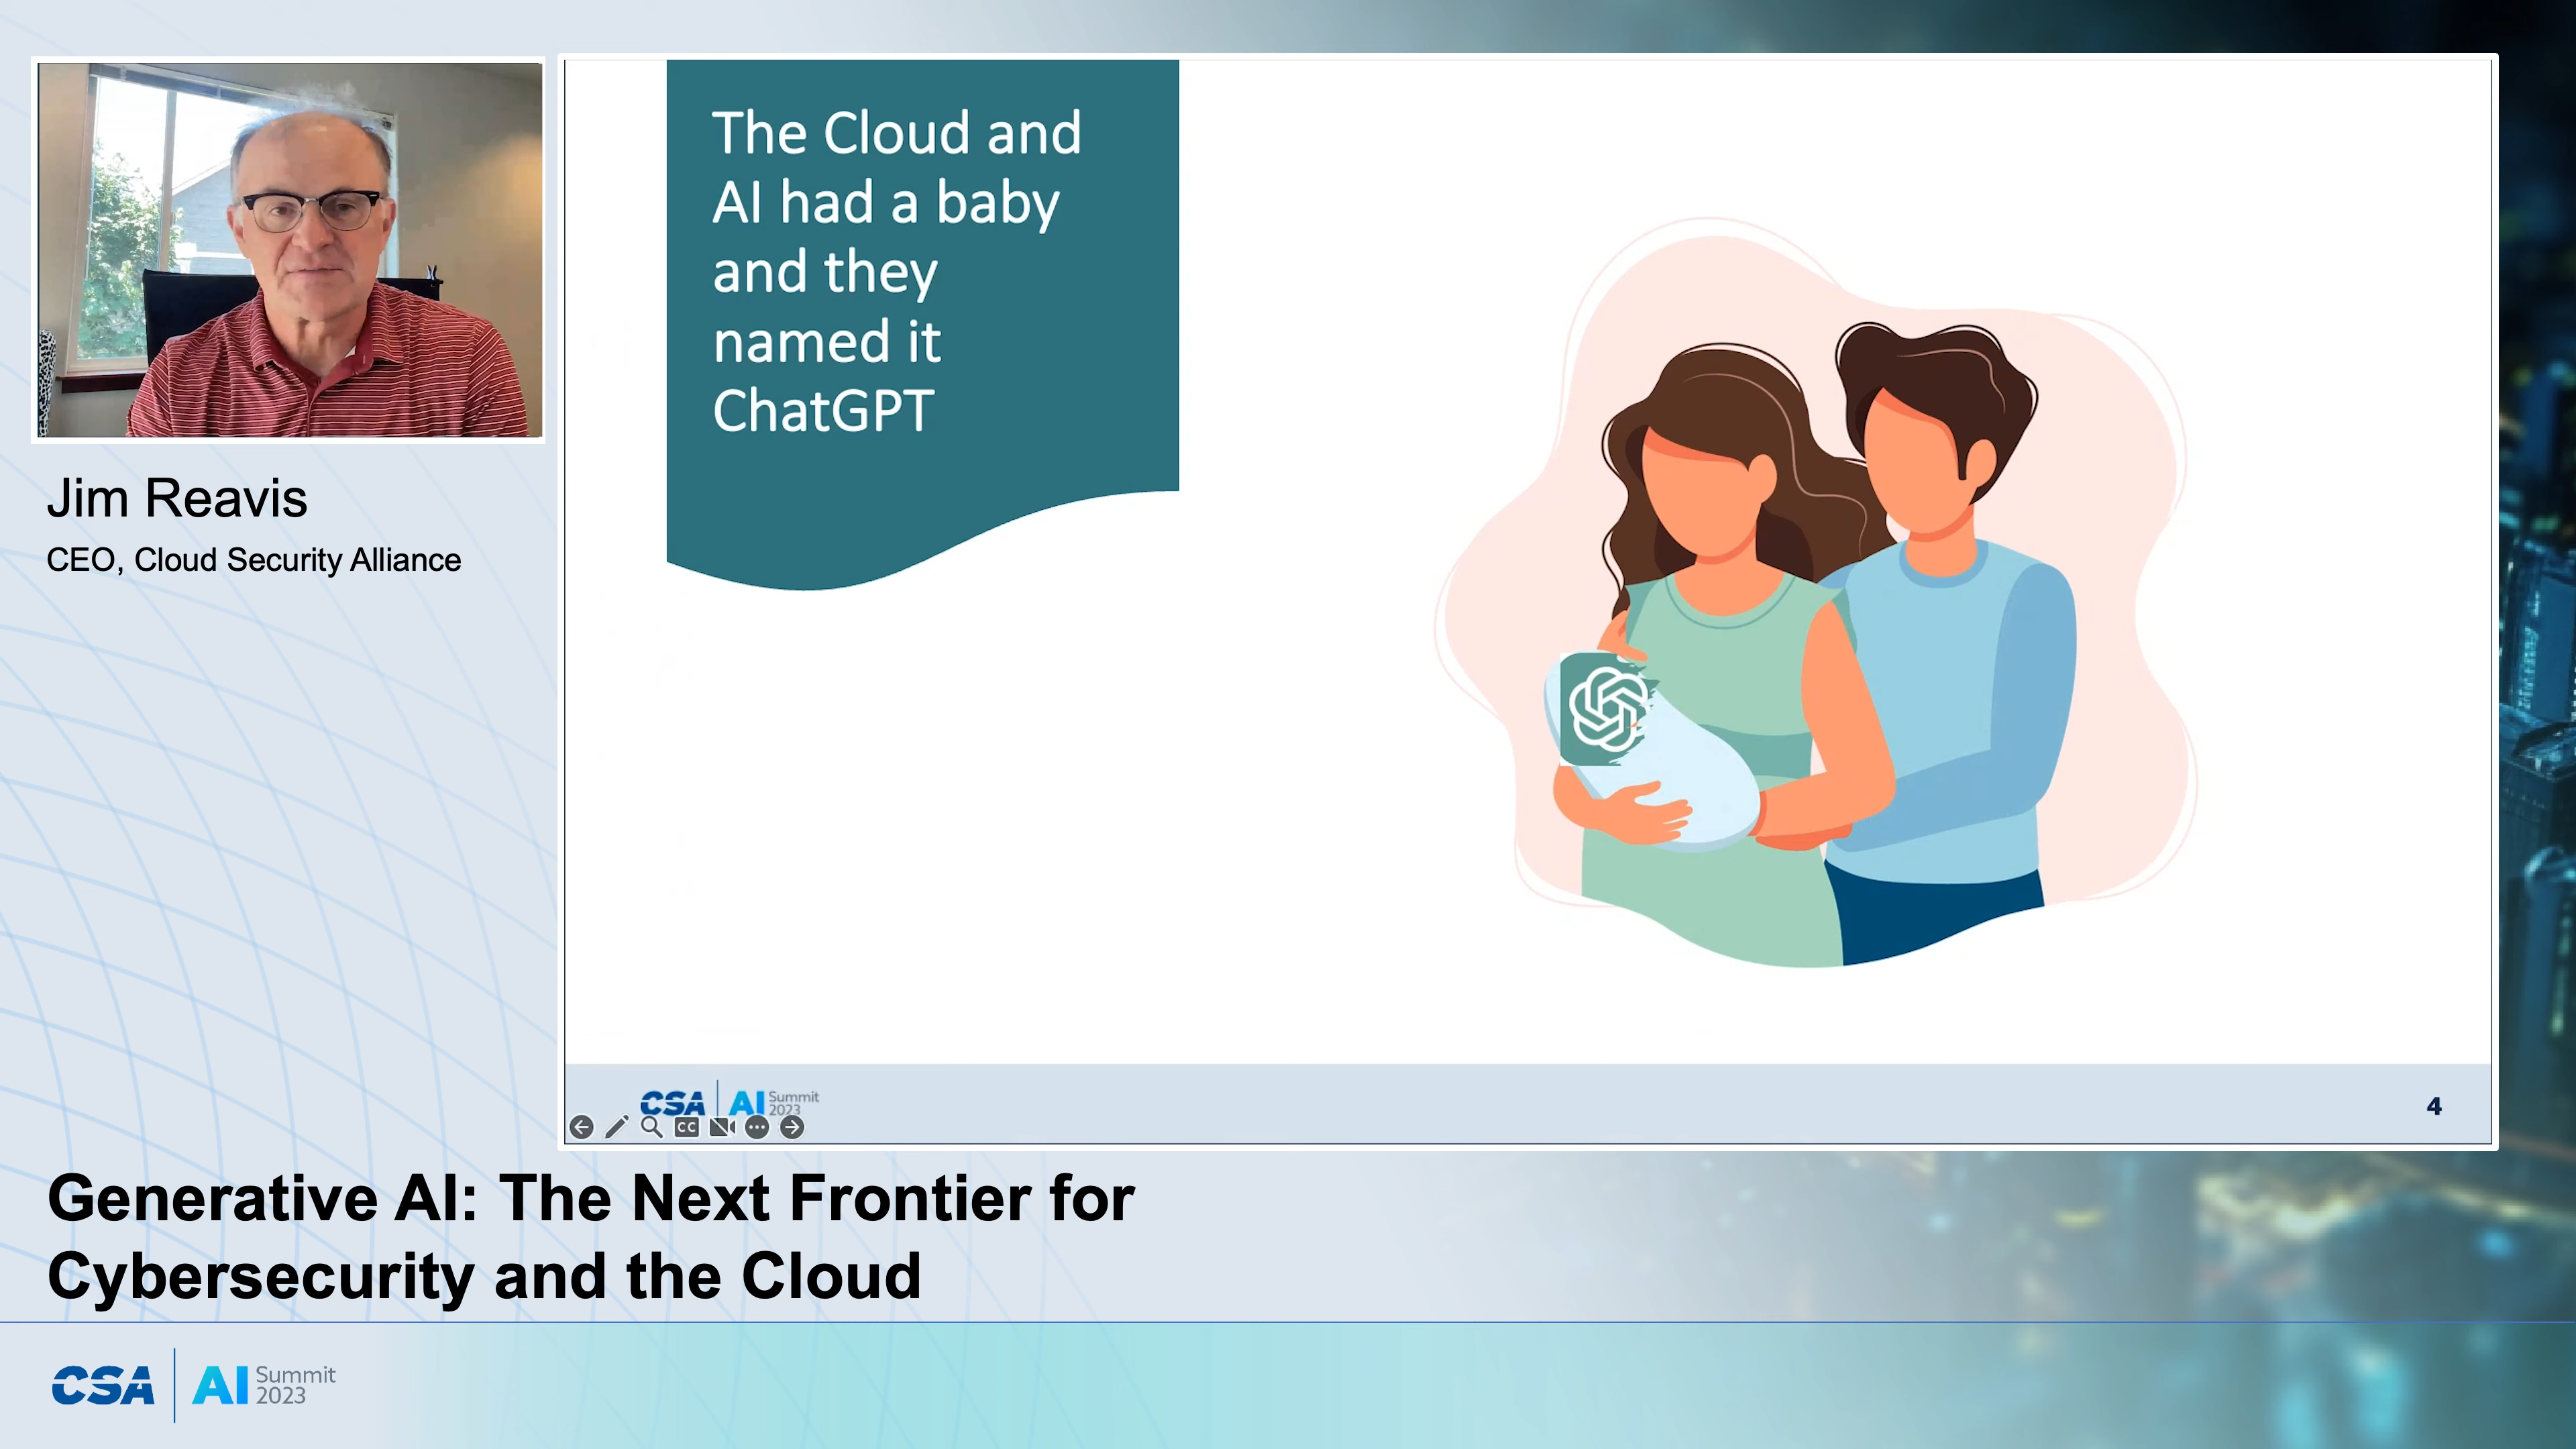 The Cloud and
AI had a baby
and they
named it
ChatGPT
Jim Reavis
CEO, Cloud Security Alliance
CSA AI Summit
2023
CC
4
Generative AI: The Next Frontier for
Cybersecurity and the Cloud
CSA AI Summit
2023